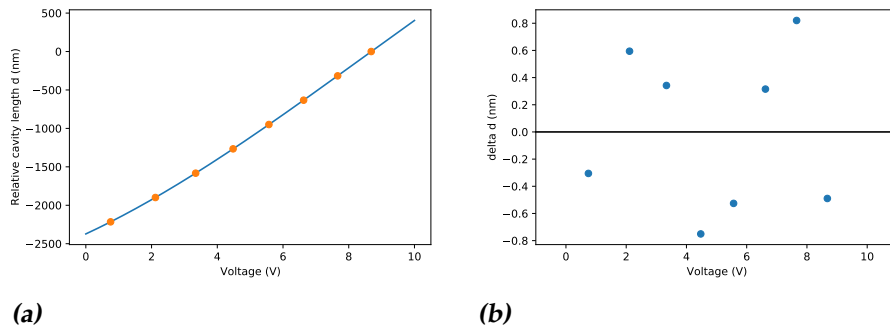 500
0
−500
−1000
−1500
−2000
−2500
0 2 4 6 8 10
Relative cavity length d (nm)
Voltage (V)
(a)
0.8
0.6
0.4
0.2
0.0
−0.2
−0.4
−0.6
−0.8
0 2 4 6 8 10
delta d (nm)
Voltage (V)
(b)